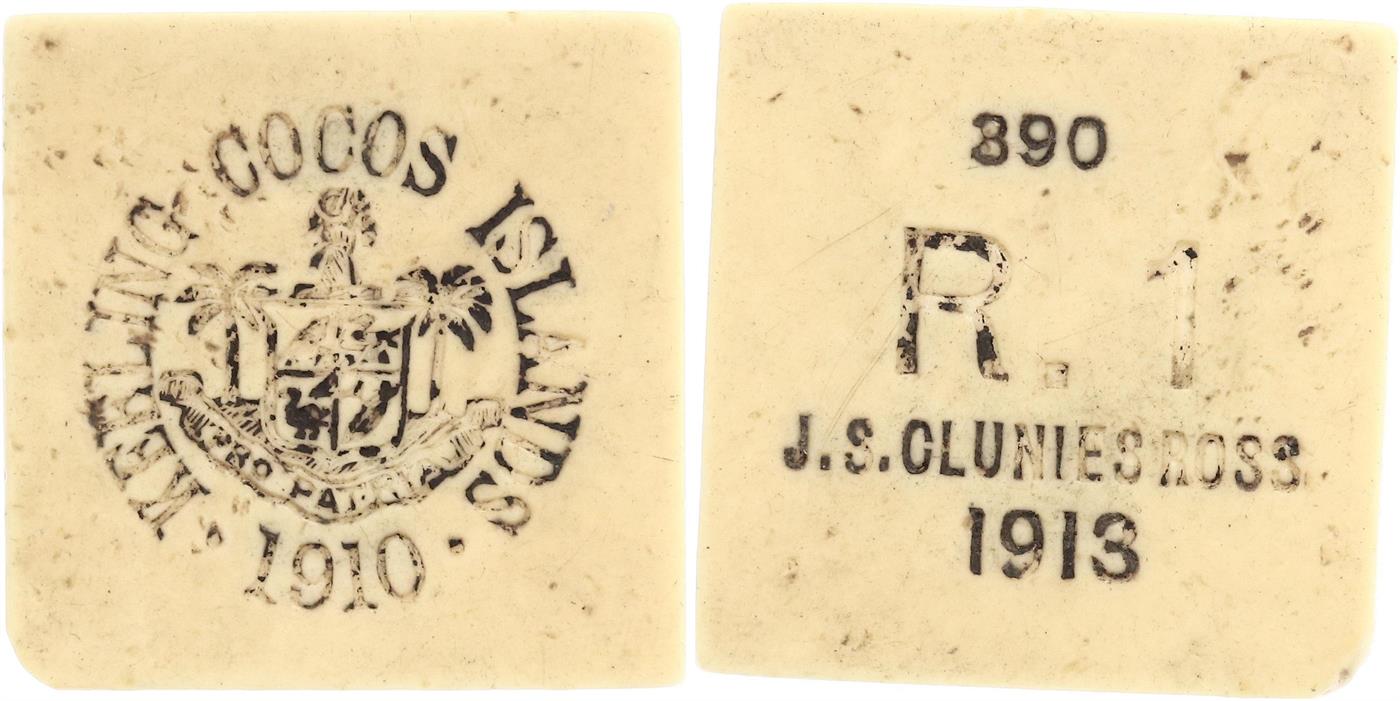 · KEELING COCOS ISLANDS ·
PRO PATRIA
1910
390
R. 1
J.S.CLUNIES ROSS
1913